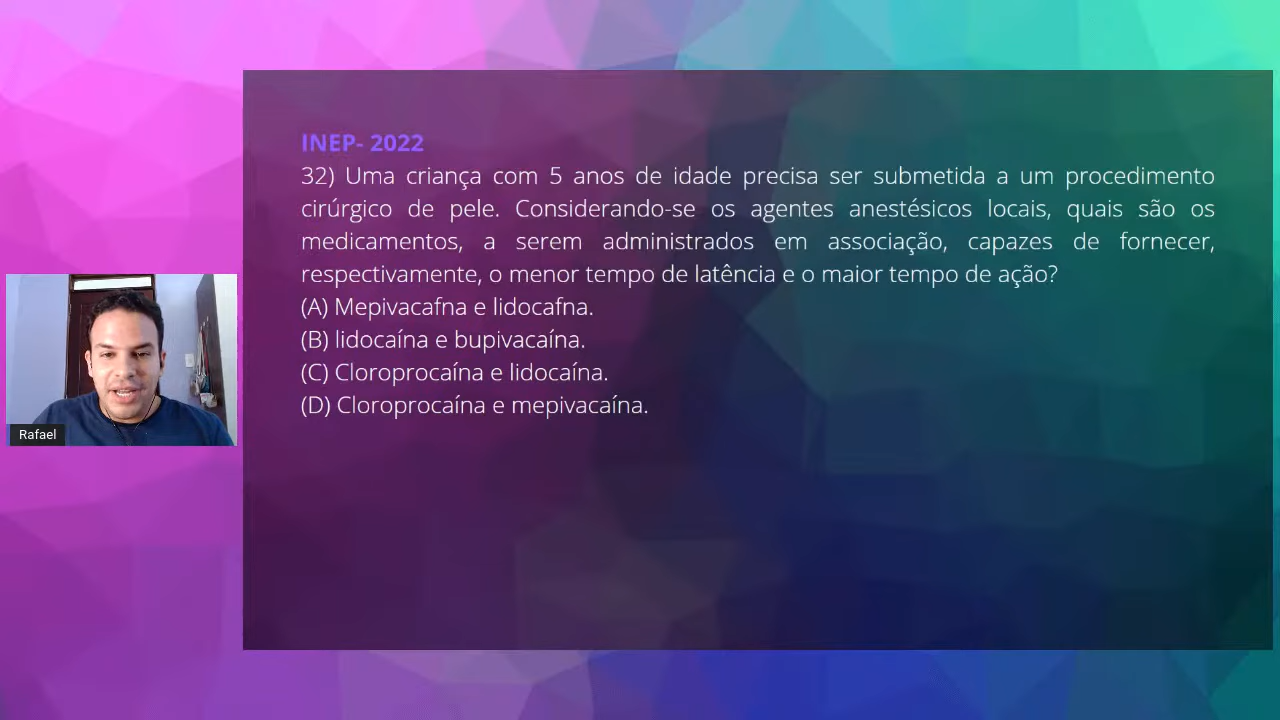 INEP- 2022
32) Uma criança com 5 anos de idade precisa ser submetida a um procedimento
cirúrgico de pele. Considerando-se os agentes anestésicos locais, quais são os
medicamentos, a serem administrados em associação, capazes de fornecer,
respectivamente, o menor tempo de latência e o maior tempo de ação?
(A) Mepivacafna e lidocafna.
(B) lidocaína e bupivacaína.
(C) Cloroprocaína e lidocaína.
(D) Cloroprocaína e mepivacaína.
Rafael